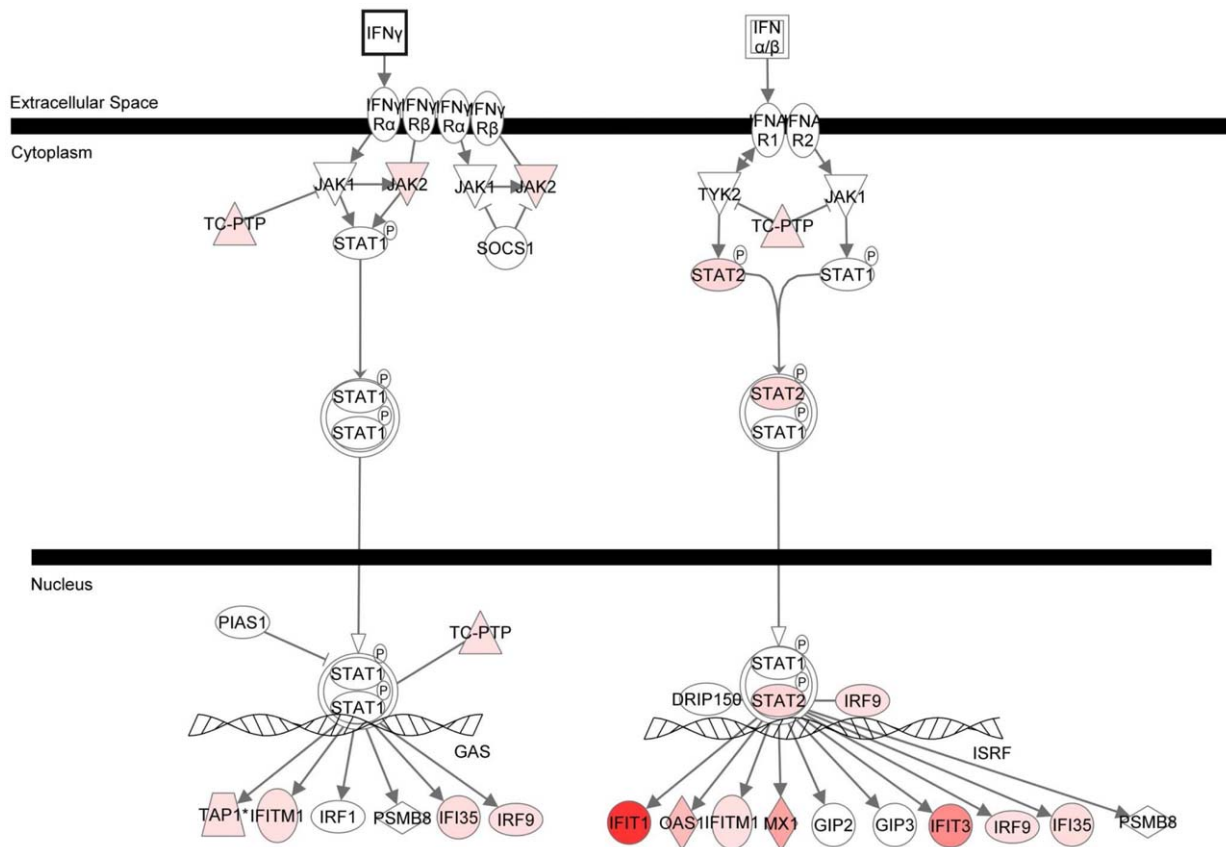 IFNγ
IFN
α/β
Extracellular Space
IFNγ
Rα
IFNγ
Rβ
IFNγ
Rα
IFNγ
Rβ
IFNA
R1
IFNA
R2
Cytoplasm
JAK1
JAK2
JAK1
JAK2
TYK2
JAK1
TC-PTP
TC-PTP
P
STAT1
SOCS1
P
STAT2
P
STAT1
P
STAT1
P
STAT1
P
STAT2
P
STAT1
Nucleus
PIAS1
TC-PTP
P
STAT1
P
STAT1
P
STAT1
P
STAT2
DRIP150
IRF9
GAS
ISRF
TAP1*
IFITM1
IRF1
PSMB8
IFI35
IRF9
IFIT1
OAS1
IFITM1
MX1
GIP2
GIP3
IFIT3
IRF9
IFI35
PSMB8